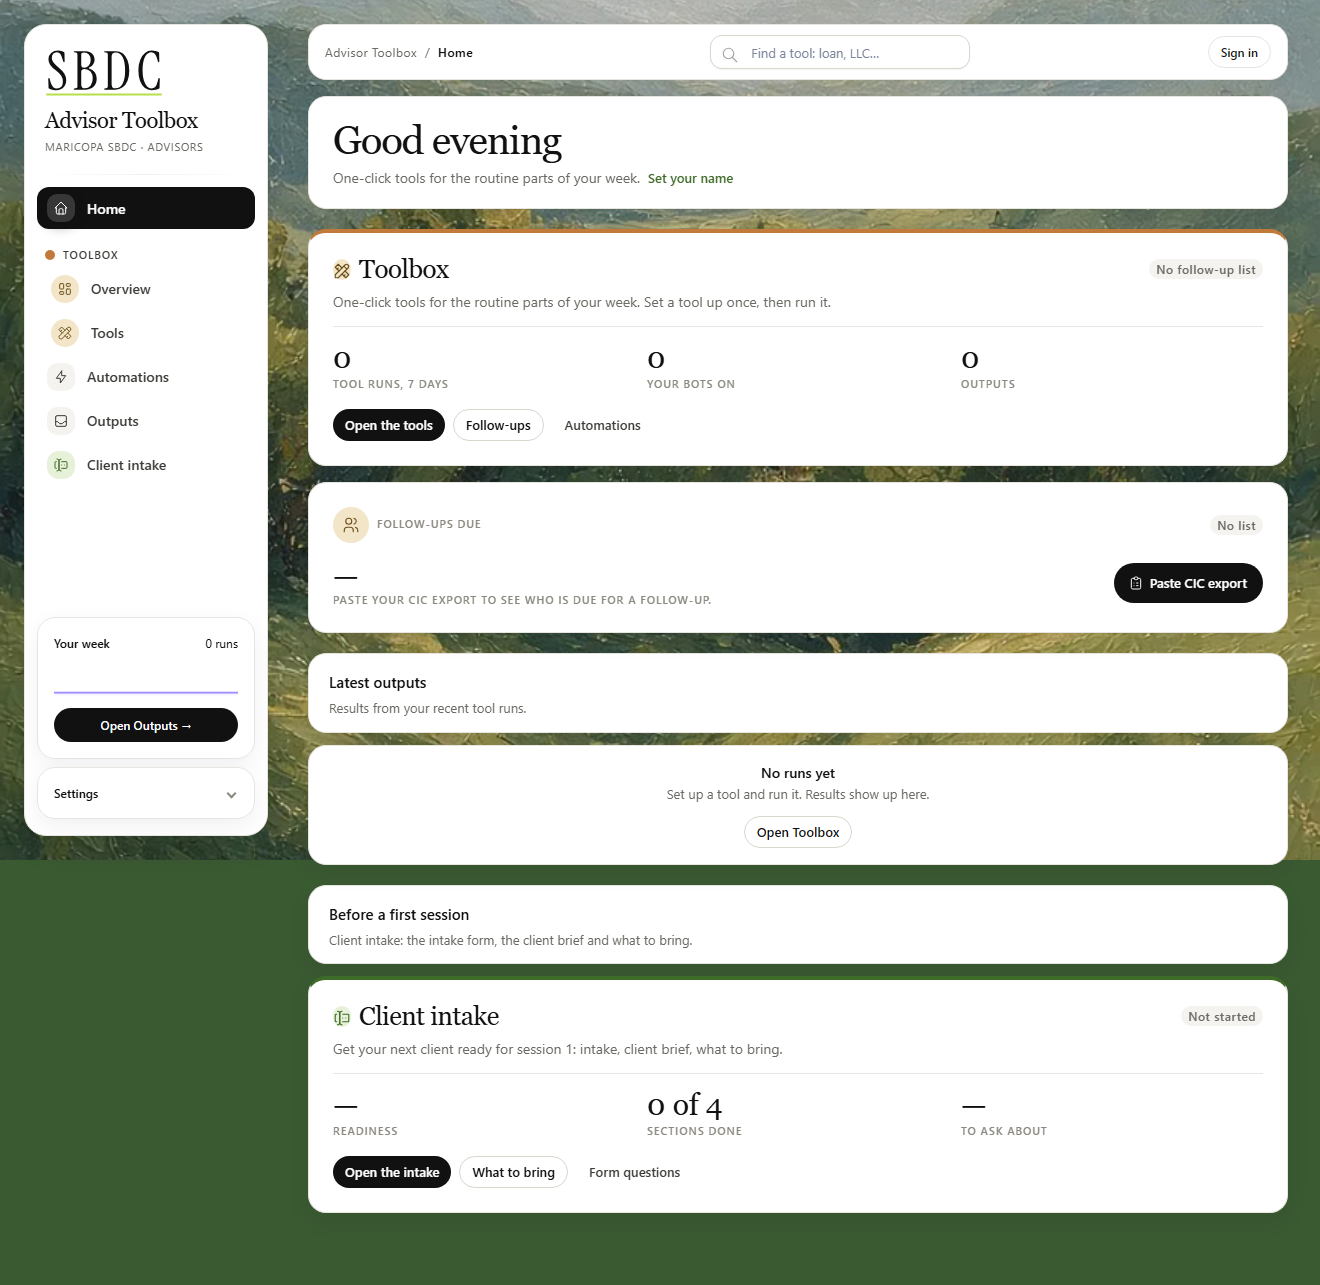 SBDC
Advisor Toolbox
MARICOPA SBDC · ADVISORS
Home
TOOLBOX
Overview
Tools
Automations
Outputs
Client intake
Your week 0 runs
Open Outputs →
Settings
Advisor Toolbox / Home
Find a tool: loan, LLC...
Sign in
Good evening
One-click tools for the routine parts of your week. Set your name
Toolbox
No follow-up list
One-click tools for the routine parts of your week. Set a tool up once, then run it.
0 0 0
TOOL RUNS, 7 DAYS YOUR BOTS ON OUTPUTS
Open the tools Follow-ups Automations
FOLLOW-UPS DUE
No list
—
PASTE YOUR CIC EXPORT TO SEE WHO IS DUE FOR A FOLLOW-UP.
Paste CIC export
Latest outputs
Results from your recent tool runs.
No runs yet
Set up a tool and run it. Results show up here.
Open Toolbox
Before a first session
Client intake: the intake form, the client brief and what to bring.
Client intake
Not started
Get your next client ready for session 1: intake, client brief, what to bring.
— 0 of 4 —
READINESS SECTIONS DONE TO ASK ABOUT
Open the intake What to bring Form questions